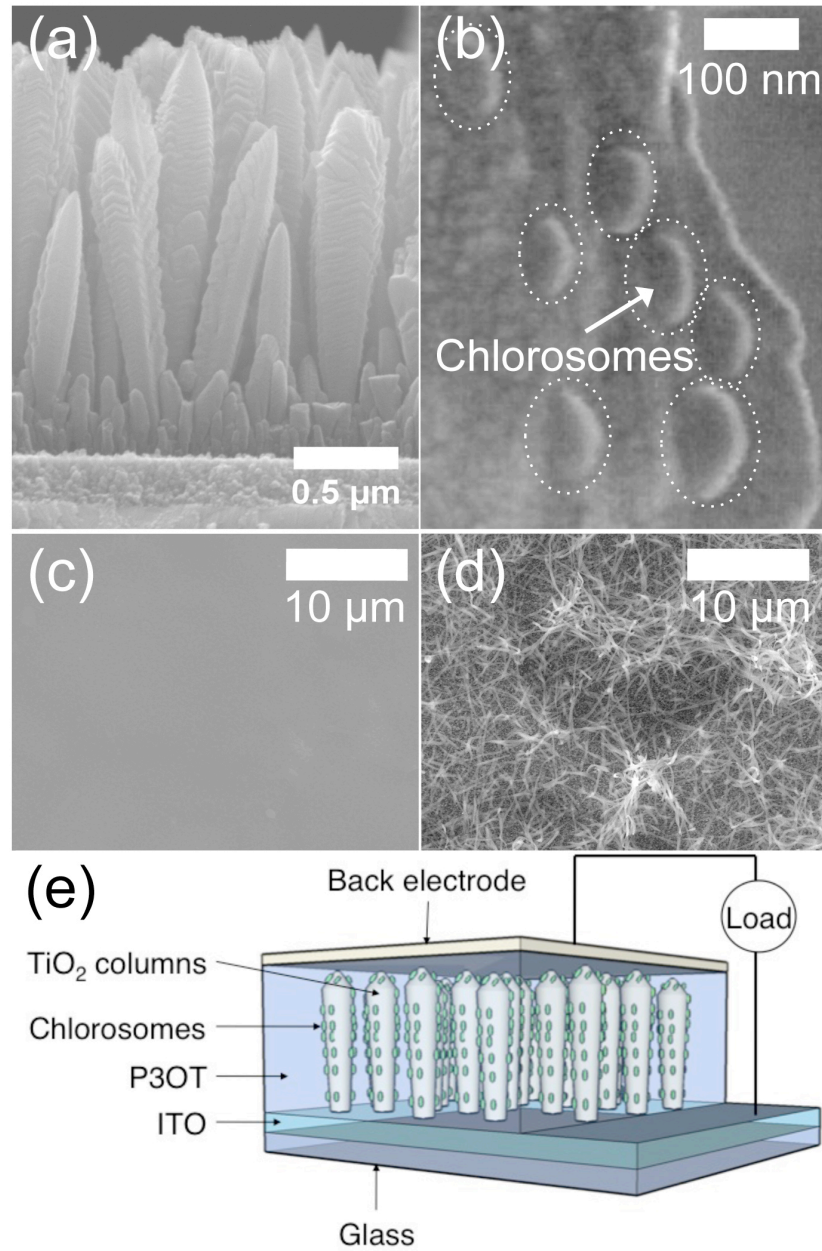 (a)
0.5 µm
(b)
100 nm
Chlorosomes
(c)
10 µm
(d)
10 µm
(e)
Back electrode
Load
TiO₂ columns
Chlorosomes
P3OT
ITO
Glass